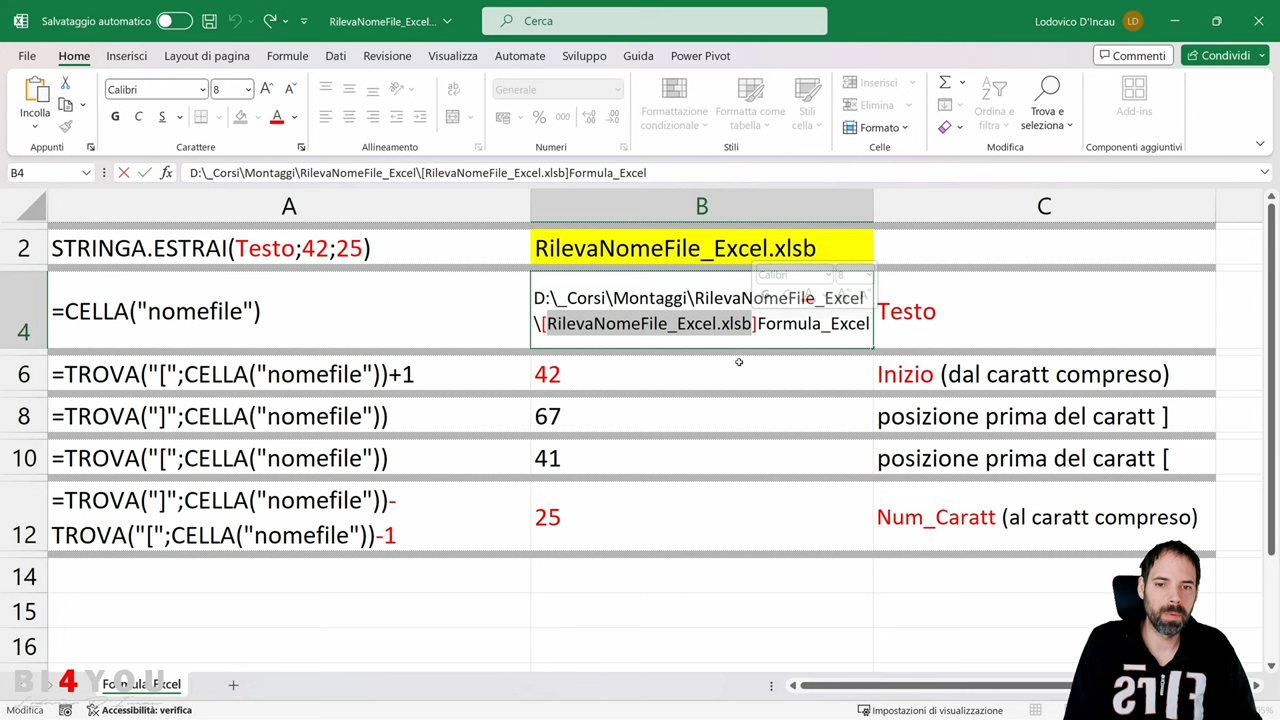 Salvataggio automatico
RilevaNomeFile_Excel...
Cerca
Lodovico D'Incau
LD
File Home Inserisci Layout di pagina Formule Dati Revisione Visualizza Automate Sviluppo Guida Power Pivot
Commenti
Condividi
Incolla
Appunti
Calibri 8
G C S
Carattere
Allineamento
Generale
% 000
Numeri
Formattazione condizionale
Formatta come tabella
Stili cella
Stili
Inserisci
Elimina
Formato
Celle
Ordina e filtra
Trova e seleziona
Modifica
Add-ins
Componenti aggiuntivi
B4
fx
D:\_Corsi\Montaggi\RilevaNomeFile_Excel\[RilevaNomeFile_Excel.xlsb]Formula_Excel
A B C
2 STRINGA.ESTRAI(Testo;42;25) RilevaNomeFile_Excel.xlsb
4 =CELLA("nomefile") D:\_Corsi\Montaggi\RilevaNomeFile_Excel
\[RilevaNomeFile_Excel.xlsb]Formula_Excel Testo
Calibri 8
6 =TROVA("[";CELLA("nomefile"))+1 42 Inizio (dal caratt compreso)
8 =TROVA("]";CELLA("nomefile")) 67 posizione prima del caratt ]
10 =TROVA("[";CELLA("nomefile")) 41 posizione prima del caratt [
12 =TROVA("]";CELLA("nomefile"))-
TROVA("[";CELLA("nomefile"))-1 25 Num_Caratt (al caratt compreso)
14
15
16
BI4YOU
Formula_Excel
Modifica
Accessibilità: verifica
Impostazioni di visualizzazione